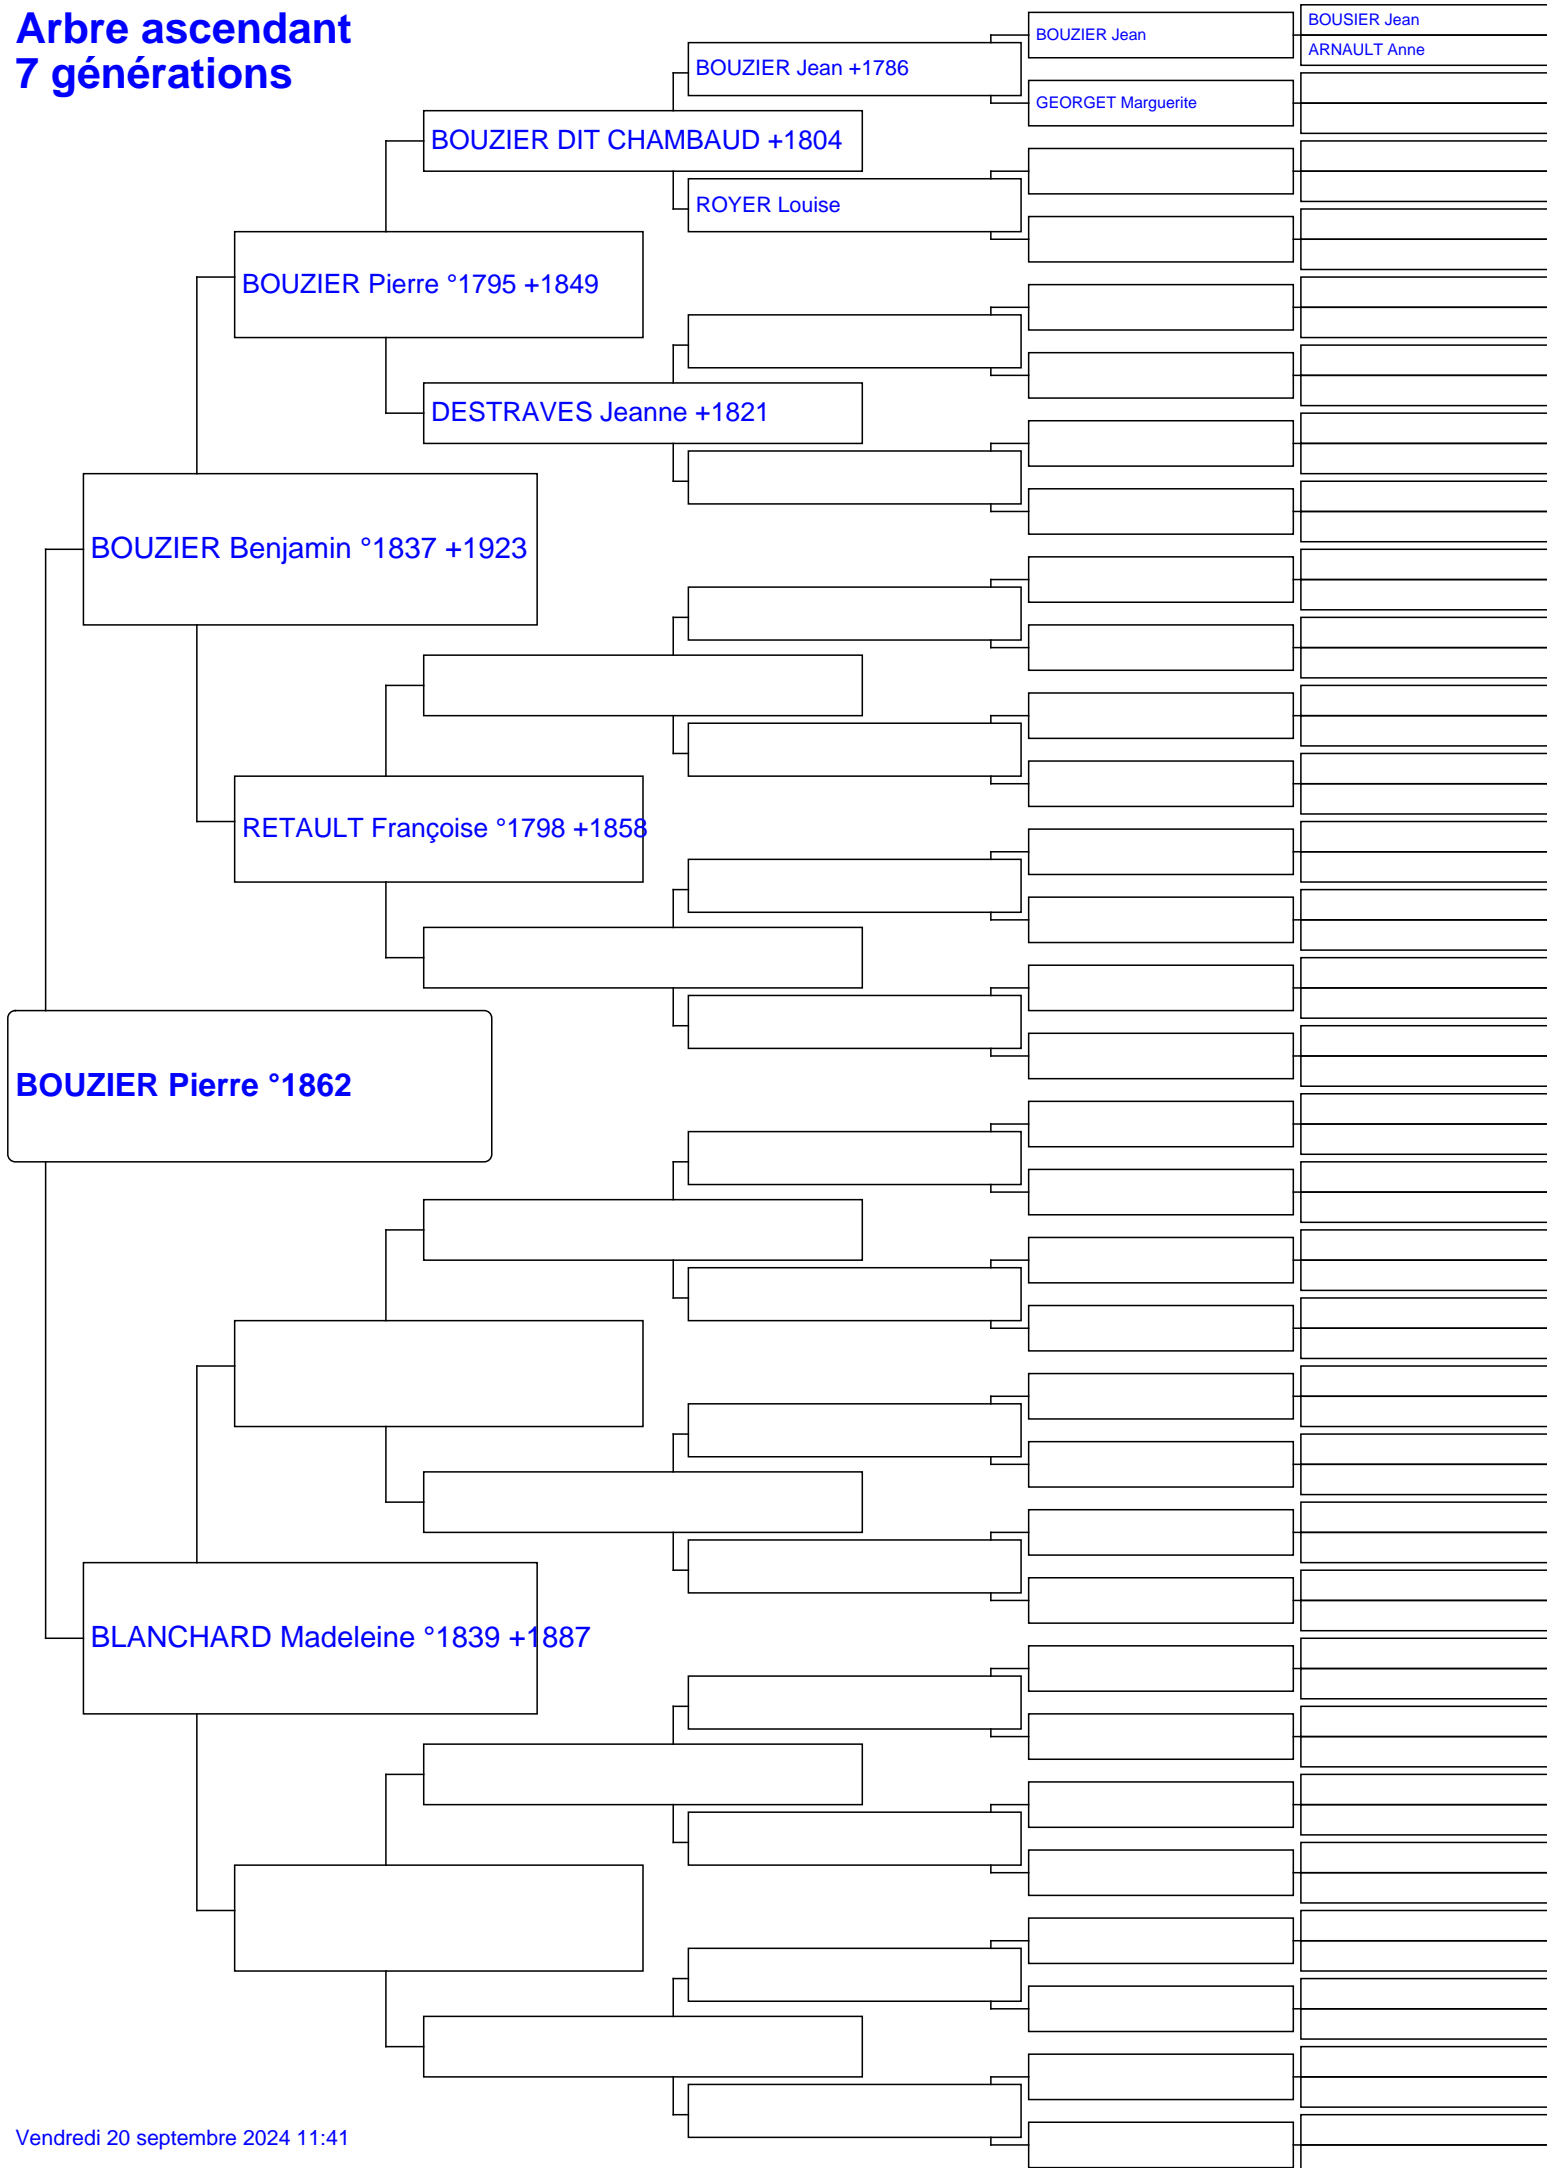 Arbre ascendant
7 générations
BOUSIER Jean
BOUZIER Jean
ARNAULT Anne
BOUZIER Jean +1786
GEORGET Marguerite
BOUZIER DIT CHAMBAUD +1804
ROYER Louise
BOUZIER Pierre °1795 +1849
DESTRAVES Jeanne +1821
BOUZIER Benjamin °1837 +1923
RETAULT Françoise °1798 +1858
BOUZIER Pierre °1862
BLANCHARD Madeleine °1839 +1887
Vendredi 20 septembre 2024 11:41